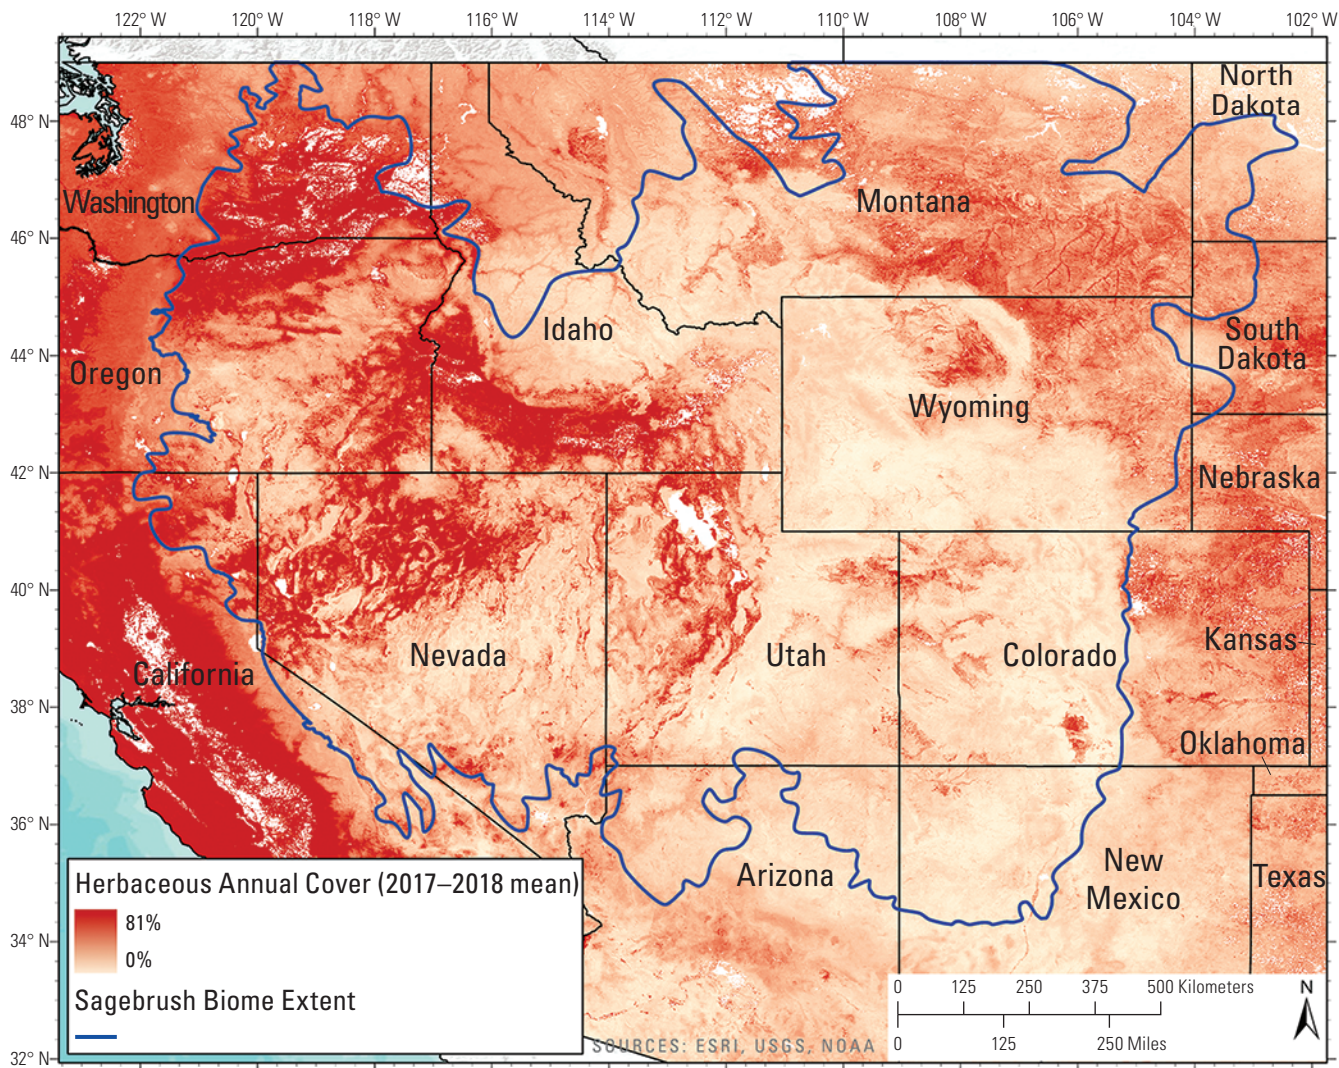 122° W 120° W 118° W 116° W 114° W 112° W 110° W 108° W 106° W 104° W 102° W
North
Dakota
48° N
Washington
Montana
46° N
Idaho
South
Dakota
44° N
Oregon
Wyoming
42° N
Nebraska
40° N
Kansas
Nevada
Utah
Colorado
California
38° N
Oklahoma
36° N
Arizona
New
Mexico
Texas
Herbaceous Annual Cover (2017–2018 mean)
81%
0%
34° N
Sagebrush Biome Extent
0 125 250 375 500 Kilometers
N
0 125 250 Miles
SOURCES: ESRI, USGS, NOAA
32° N